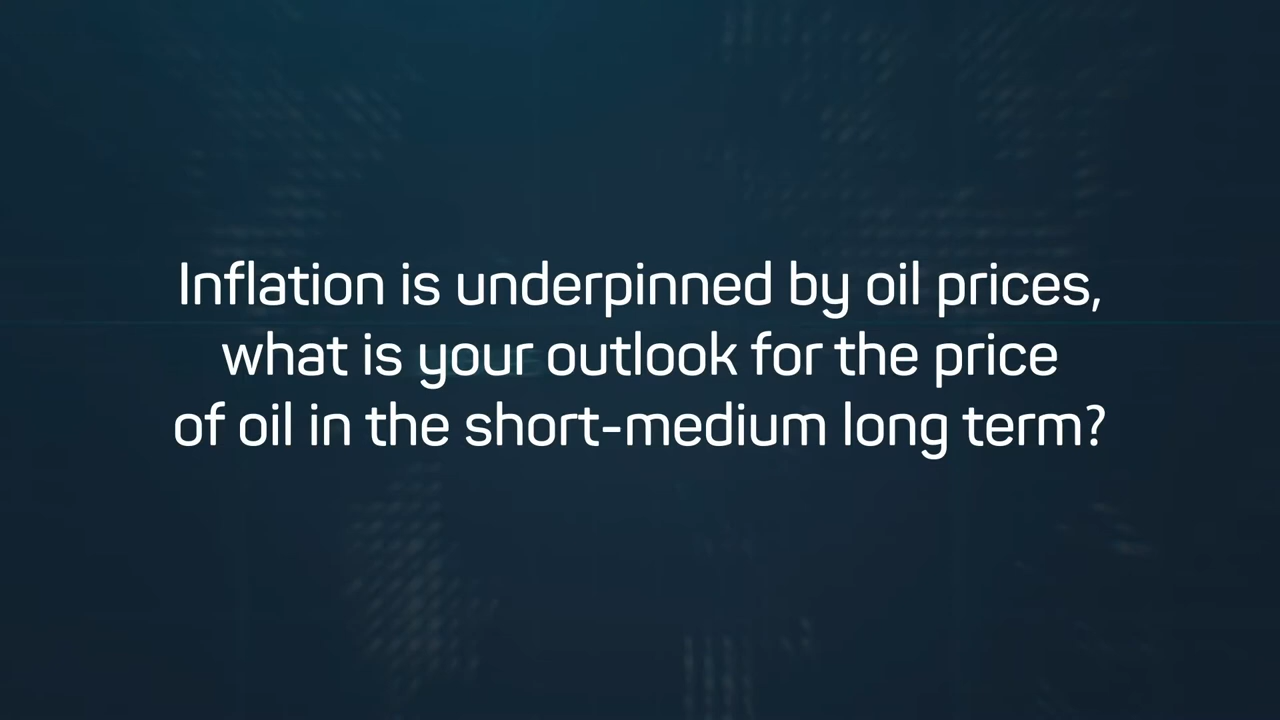 Inflation is underpinned by oil prices,
what is your outlook for the price
of oil in the short-medium long term?